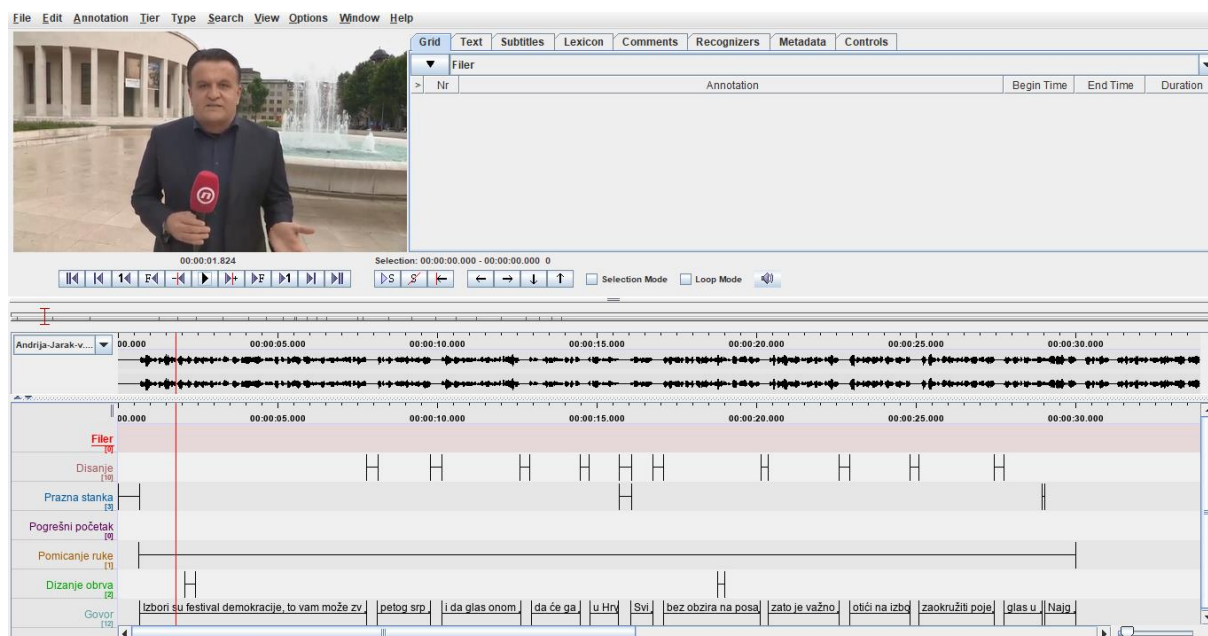 File Edit Annotation Tier Type Search View Options Window Help
Grid Text Subtitles Lexicon Comments Recognizers Metadata Controls
Filer
> Nr Annotation Begin Time End Time Duration
00:00:01.824 Selection: 00:00:00.000 - 00:00:00.000 0
Selection Mode Loop Mode
Andrija-Jarak-v.... 00.000 00:00:05.000 00:00:10.000 00:00:15.000 00:00:20.000 00:00:25.000 00:00:30.000
00.000 00:00:05.000 00:00:10.000 00:00:15.000 00:00:20.000 00:00:25.000 00:00:30.000
Filer
[0]
Disanje
[10]
Prazna stanka
[3]
Pogrešni početak
[0]
Pomicanje ruke
[1]
Dizanje obrva
[2]
Govor Izbori su festival demokracije, to vam može zv petog srp i da glas onom da će ga u Hrv Svi bez obzira na posa zato je važno otići na izbo zaokružiti poje glas u Najg
[12]